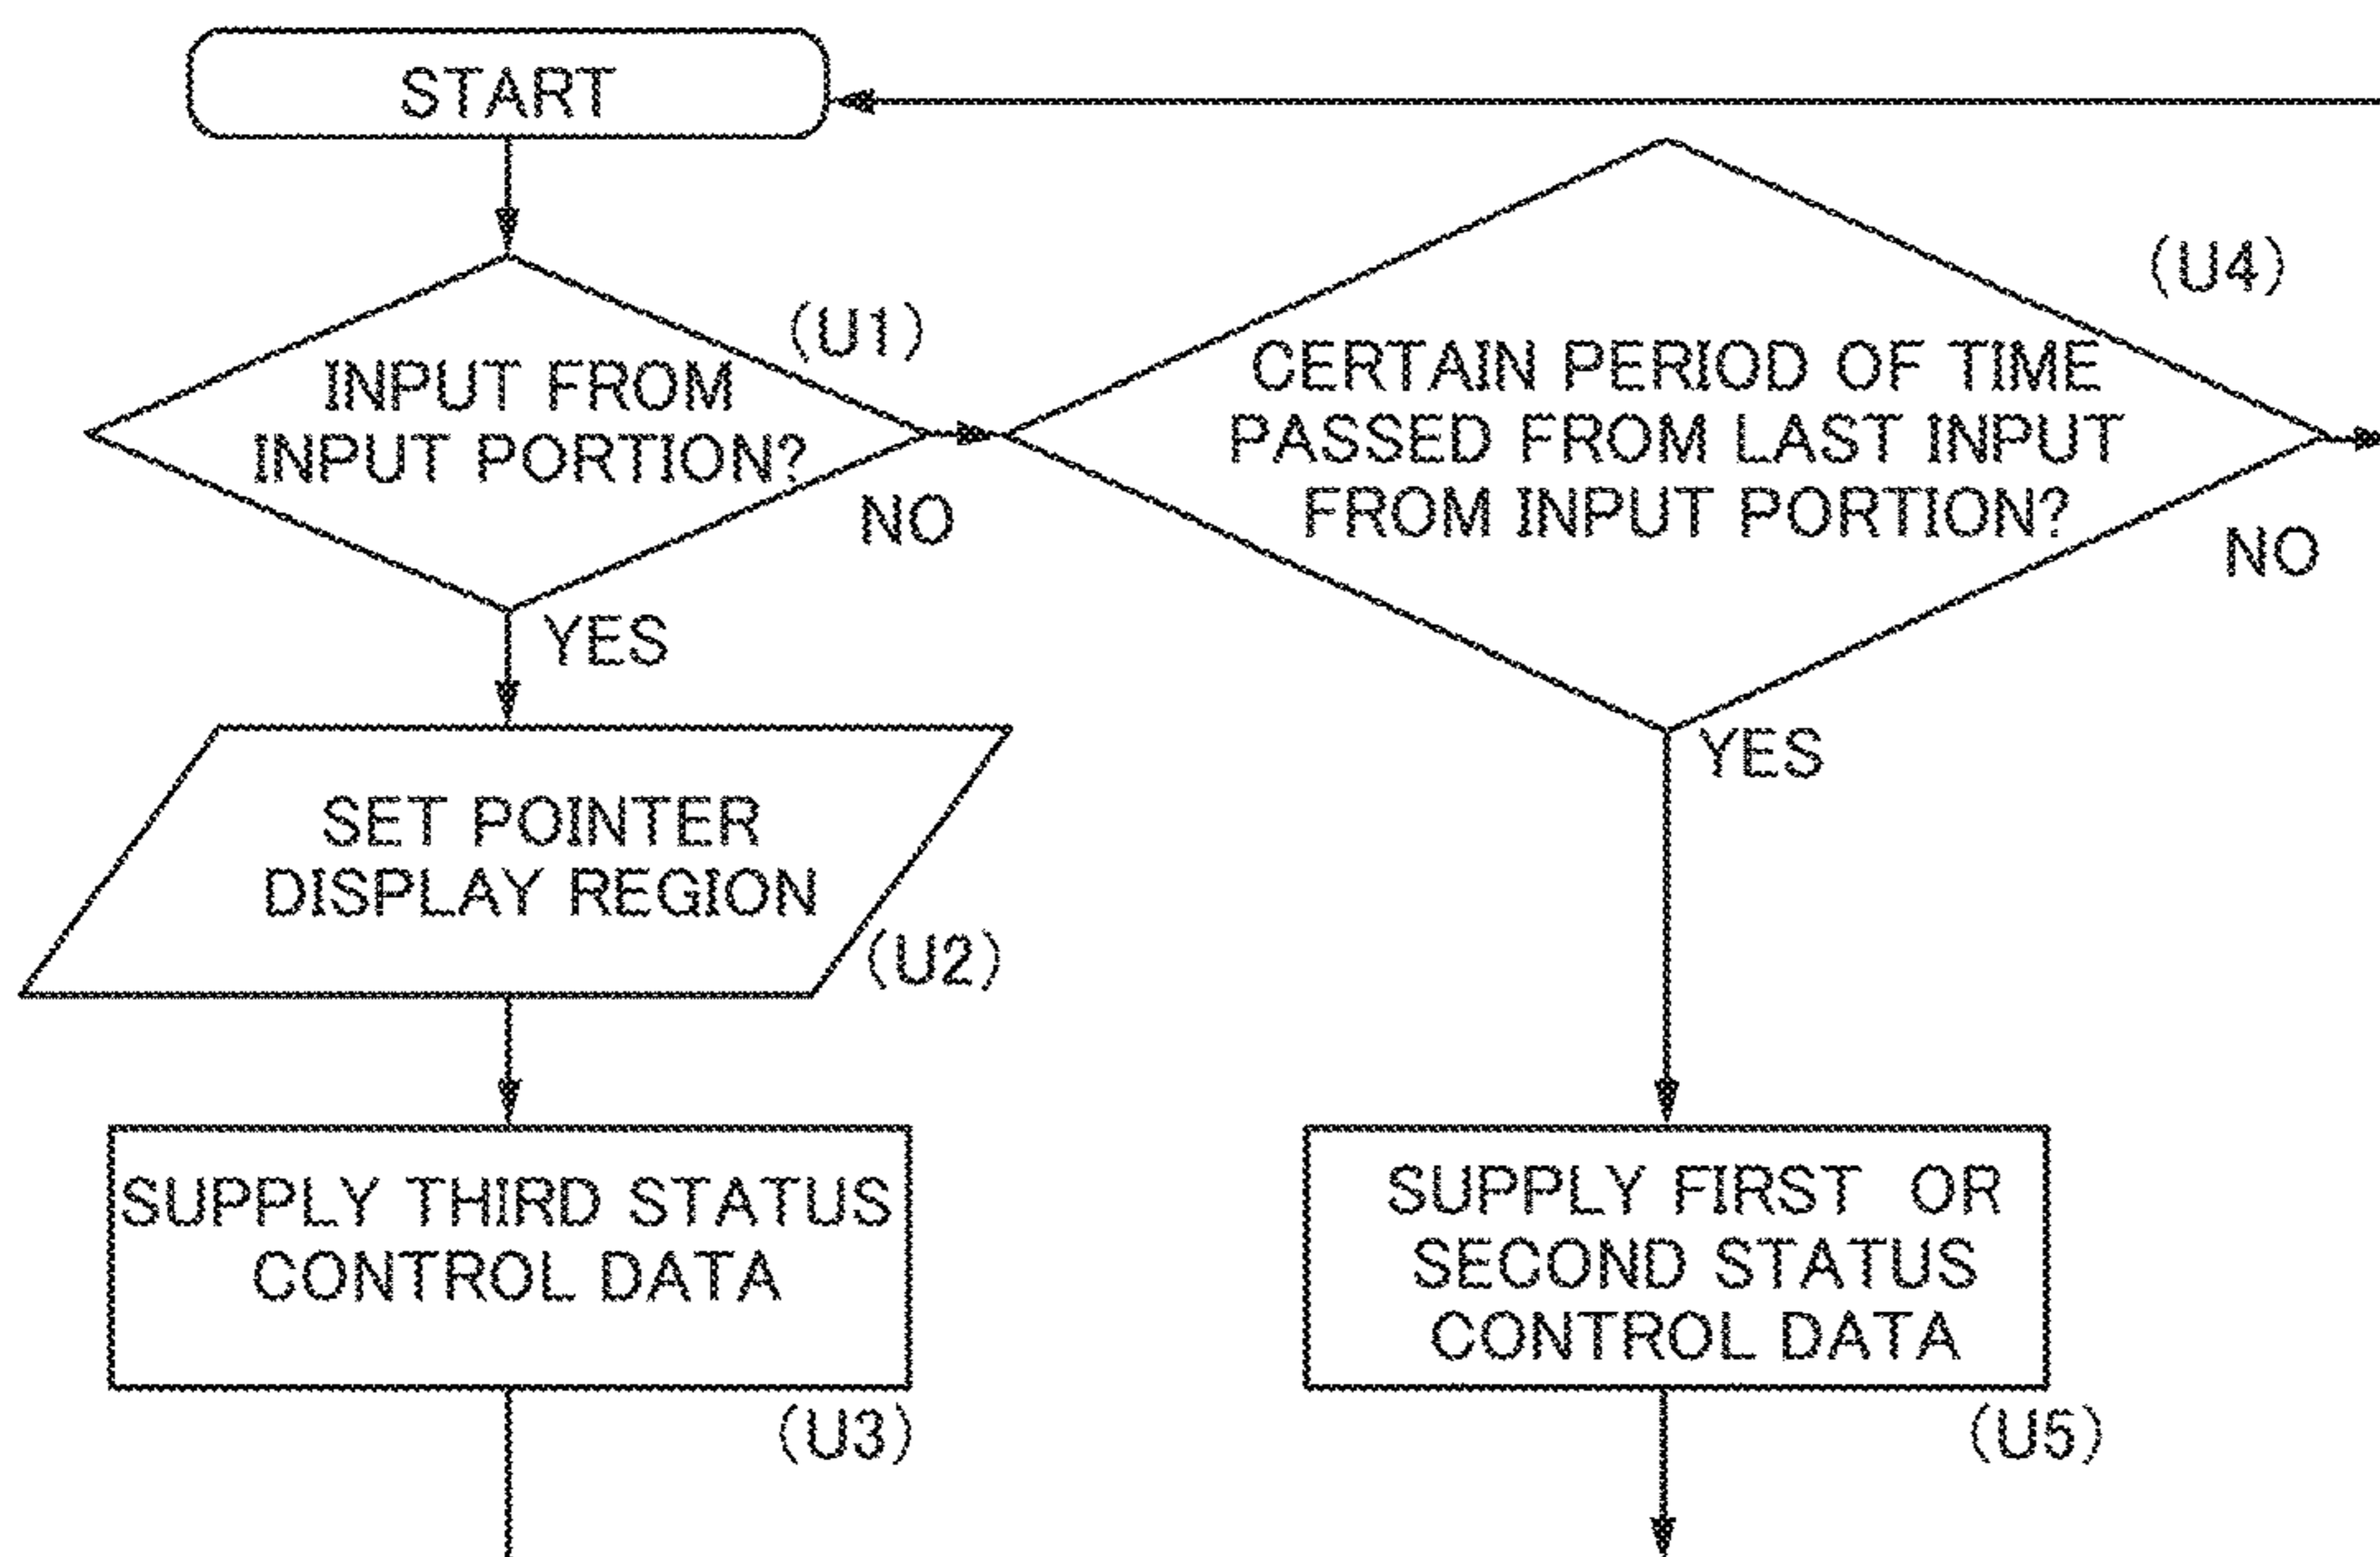 START
(U1)
INPUT FROM
INPUT PORTION?
NO
YES
SET POINTER
DISPLAY REGION
(U2)
SUPPLY THIRD STATUS
CONTROL DATA
(U3)
(U4)
CERTAIN PERIOD OF TIME
PASSED FROM LAST INPUT
FROM INPUT PORTION?
NO
YES
SUPPLY FIRST OR
SECOND STATUS
CONTROL DATA
(U5)